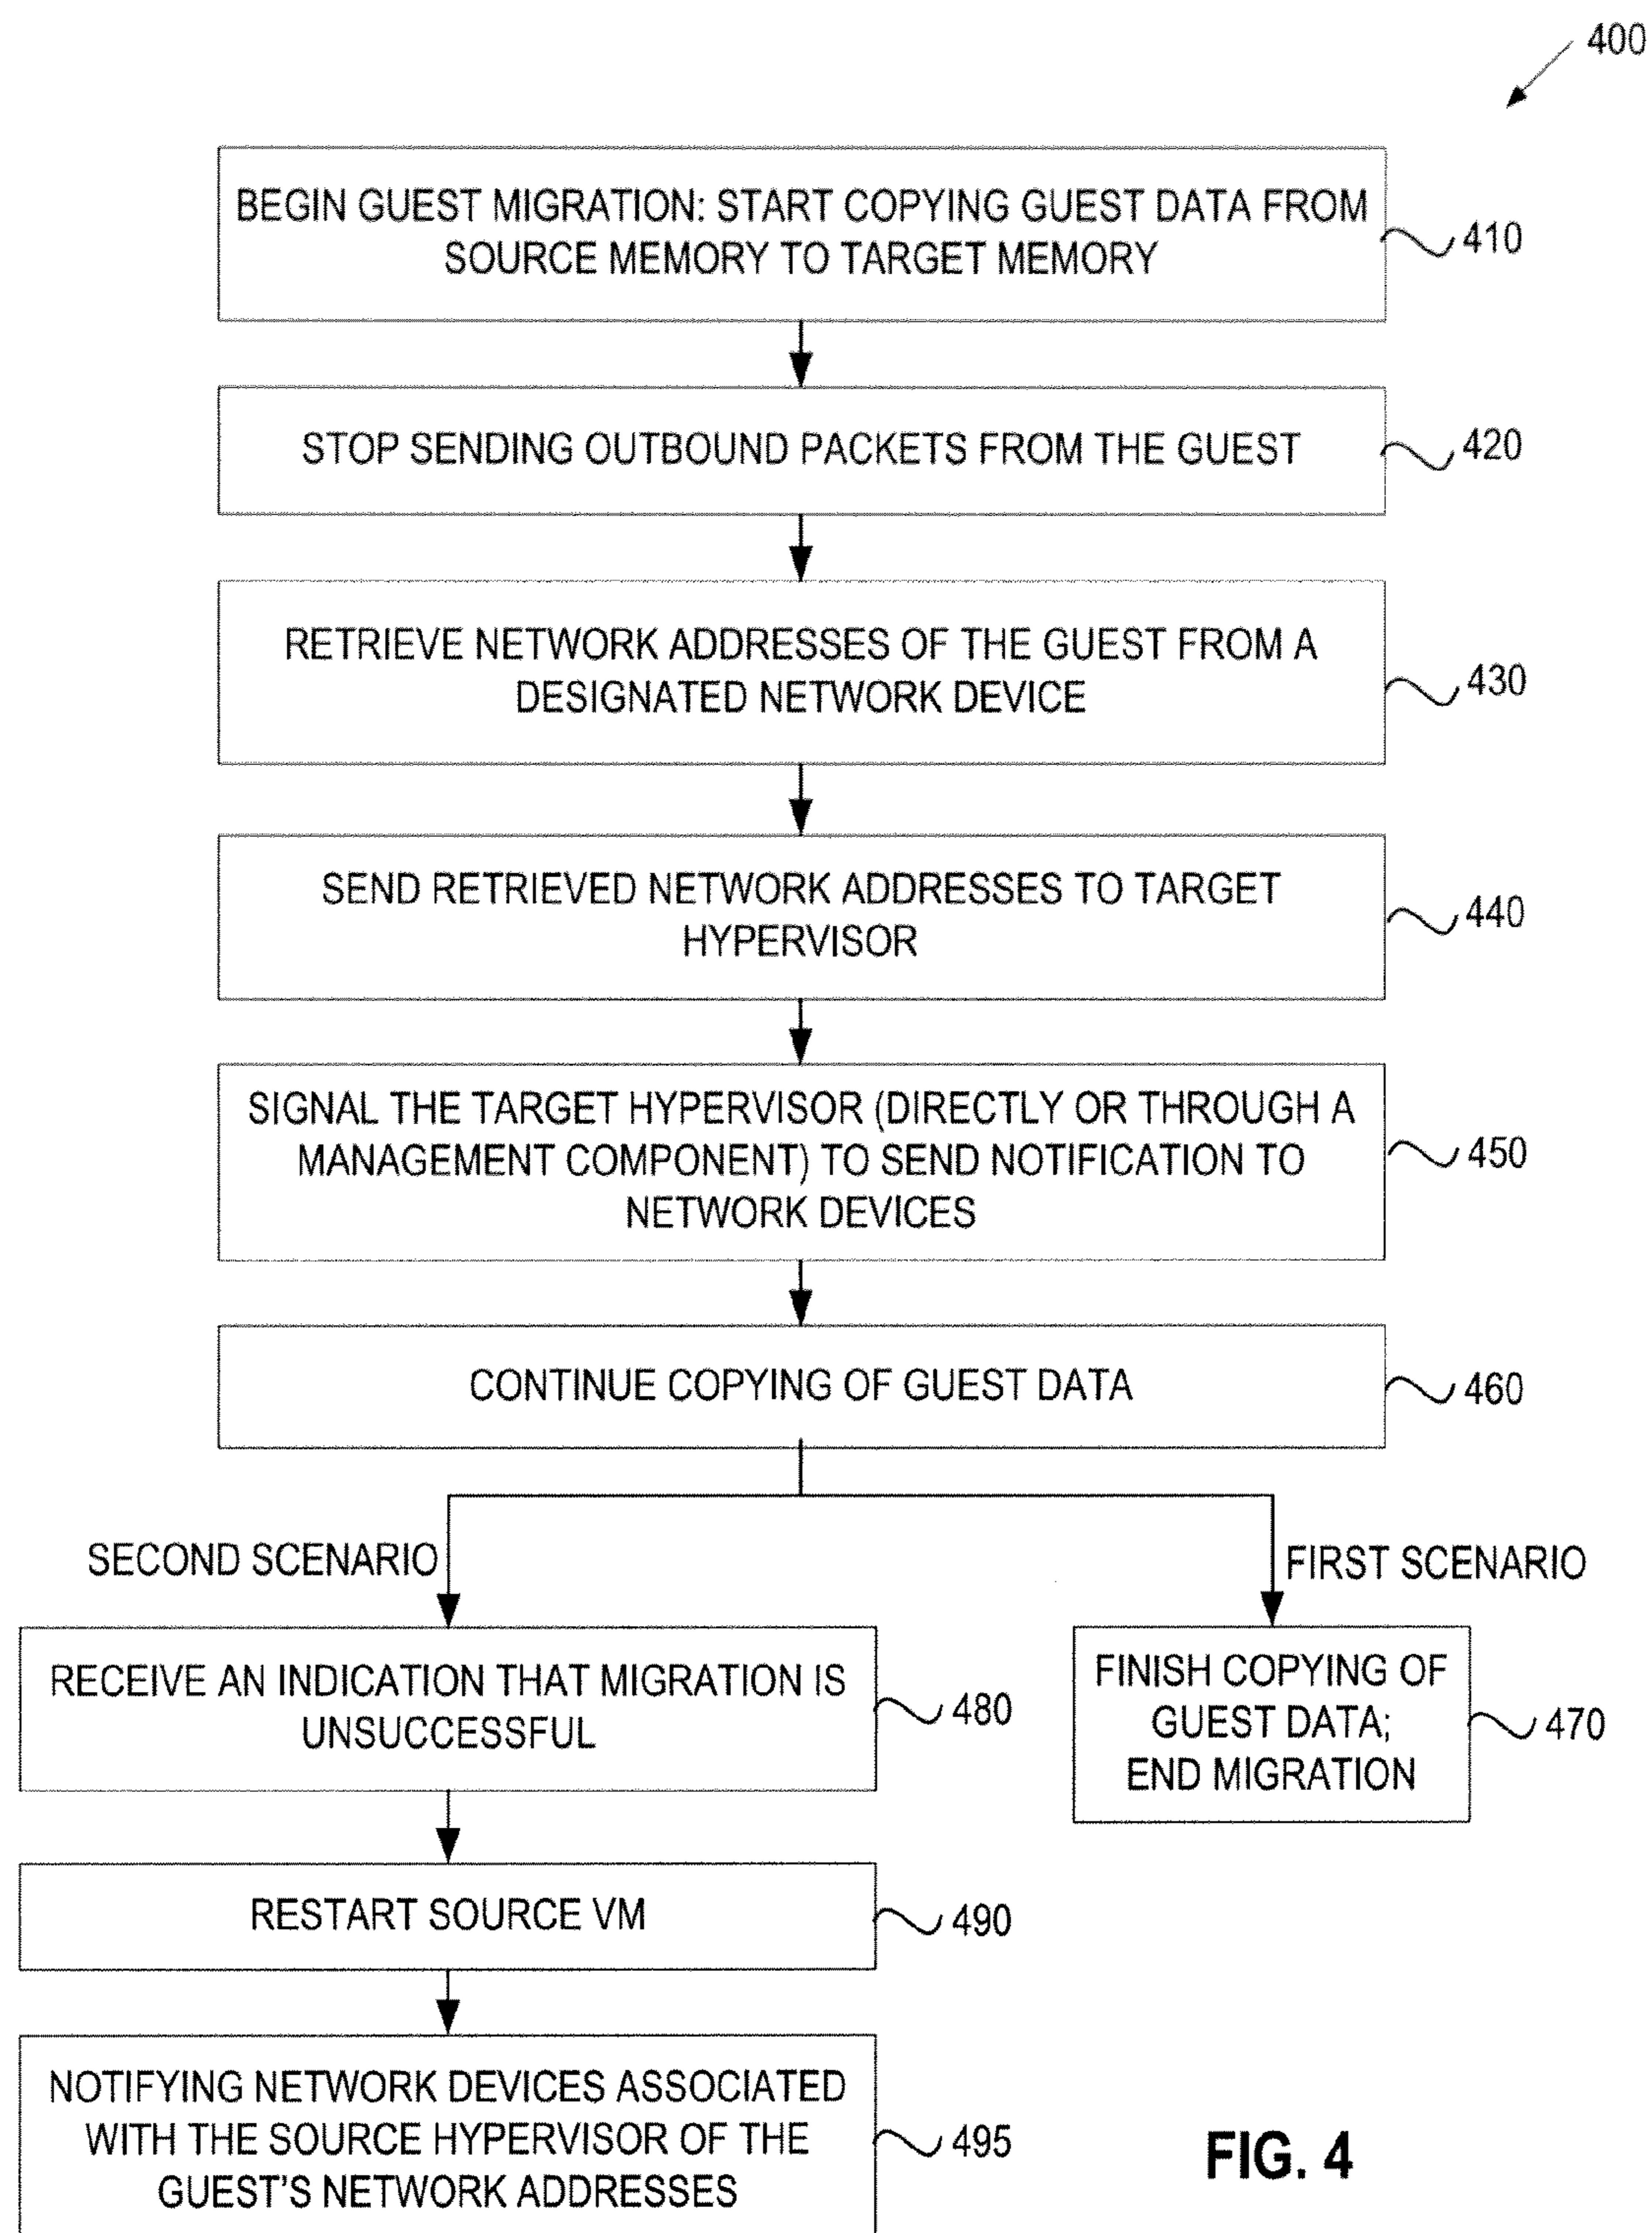 400
BEGIN GUEST MIGRATION: START COPYING GUEST DATA FROM
SOURCE MEMORY TO TARGET MEMORY
410
STOP SENDING OUTBOUND PACKETS FROM THE GUEST
420
RETRIEVE NETWORK ADDRESSES OF THE GUEST FROM A
DESIGNATED NETWORK DEVICE
430
SEND RETRIEVED NETWORK ADDRESSES TO TARGET
HYPERVISOR
440
SIGNAL THE TARGET HYPERVISOR (DIRECTLY OR THROUGH A
MANAGEMENT COMPONENT) TO SEND NOTIFICATION TO
NETWORK DEVICES
450
CONTINUE COPYING OF GUEST DATA
460
SECOND SCENARIO
FIRST SCENARIO
RECEIVE AN INDICATION THAT MIGRATION IS
UNSUCCESSFUL
480
FINISH COPYING OF
GUEST DATA;
END MIGRATION
470
RESTART SOURCE VM
490
NOTIFYING NETWORK DEVICES ASSOCIATED
WITH THE SOURCE HYPERVISOR OF THE
GUEST'S NETWORK ADDRESSES
495
FIG. 4